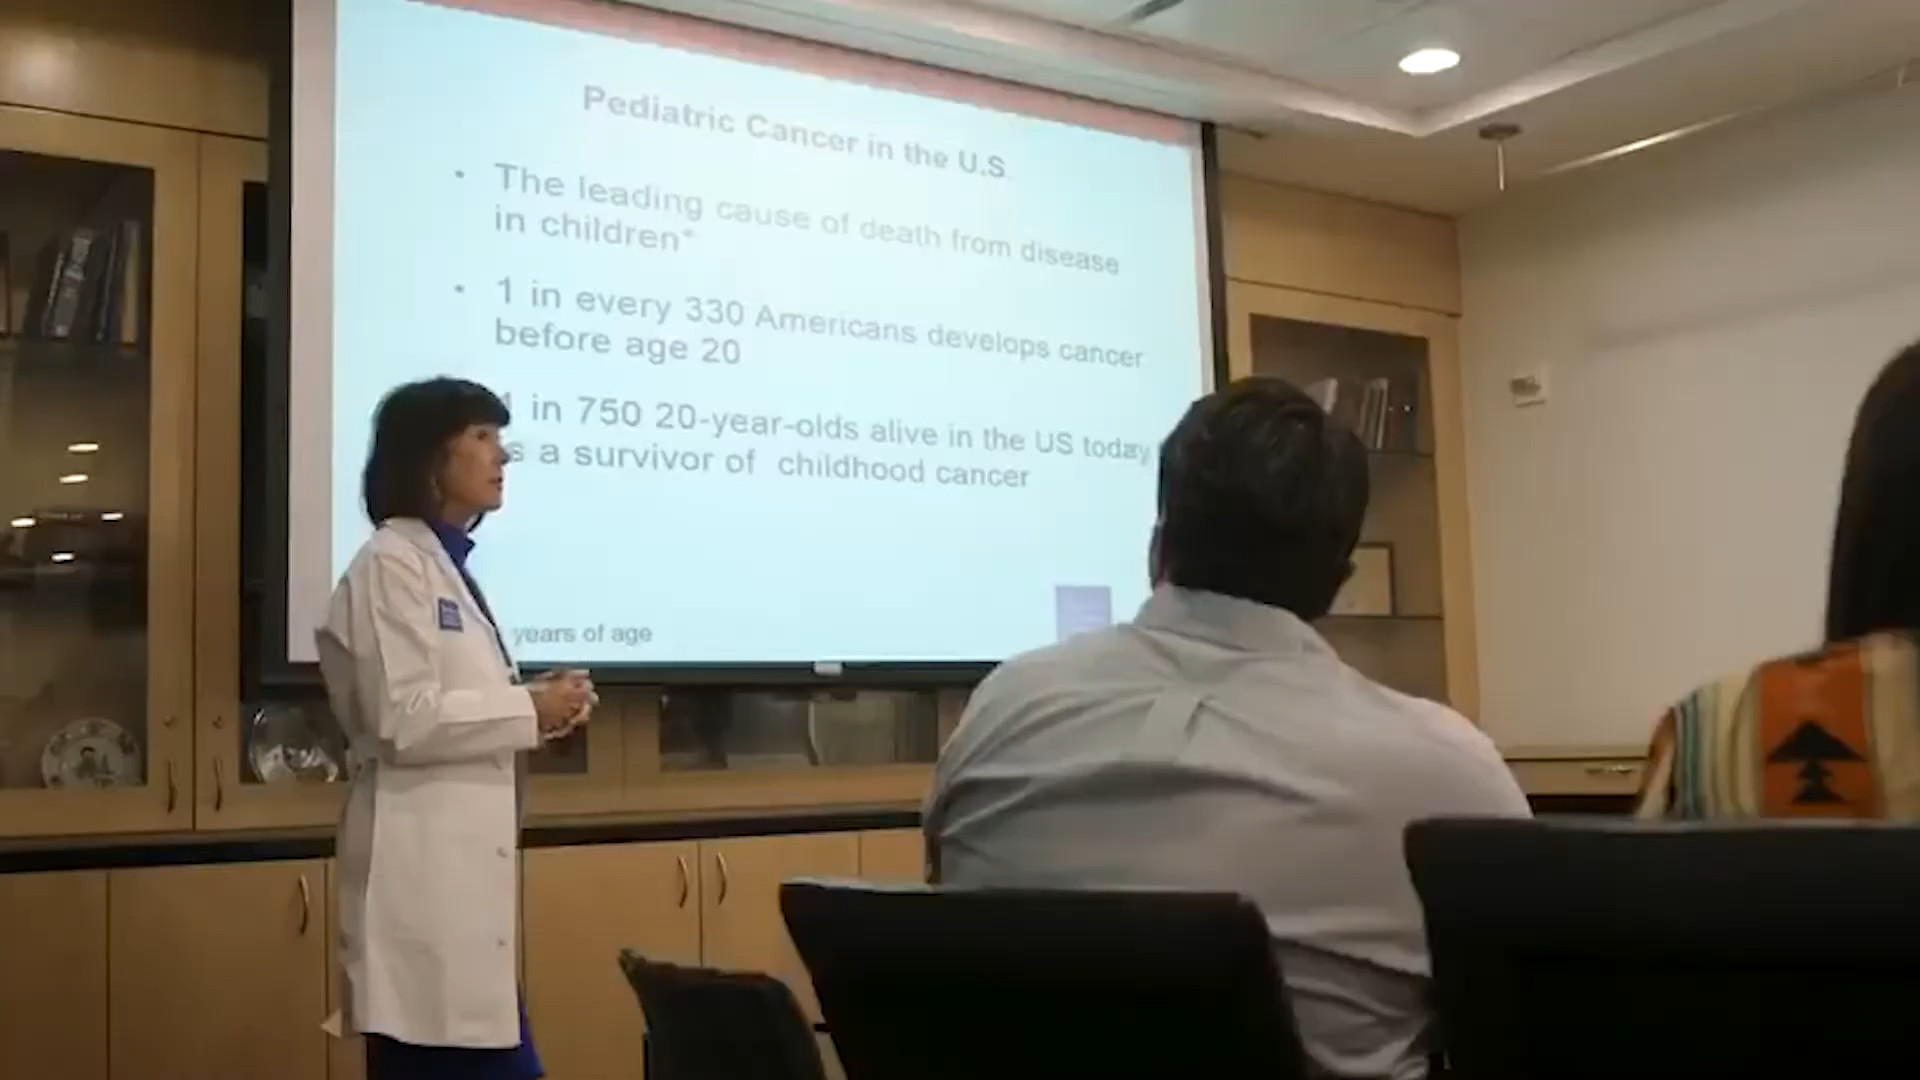 Pediatric Cancer in the U.S.
• The leading cause of death from disease
in children*
• 1 in every 330 Americans develops cancer
before age 20
1 in 750 20-year-olds alive in the US today
s a survivor of childhood cancer
years of age